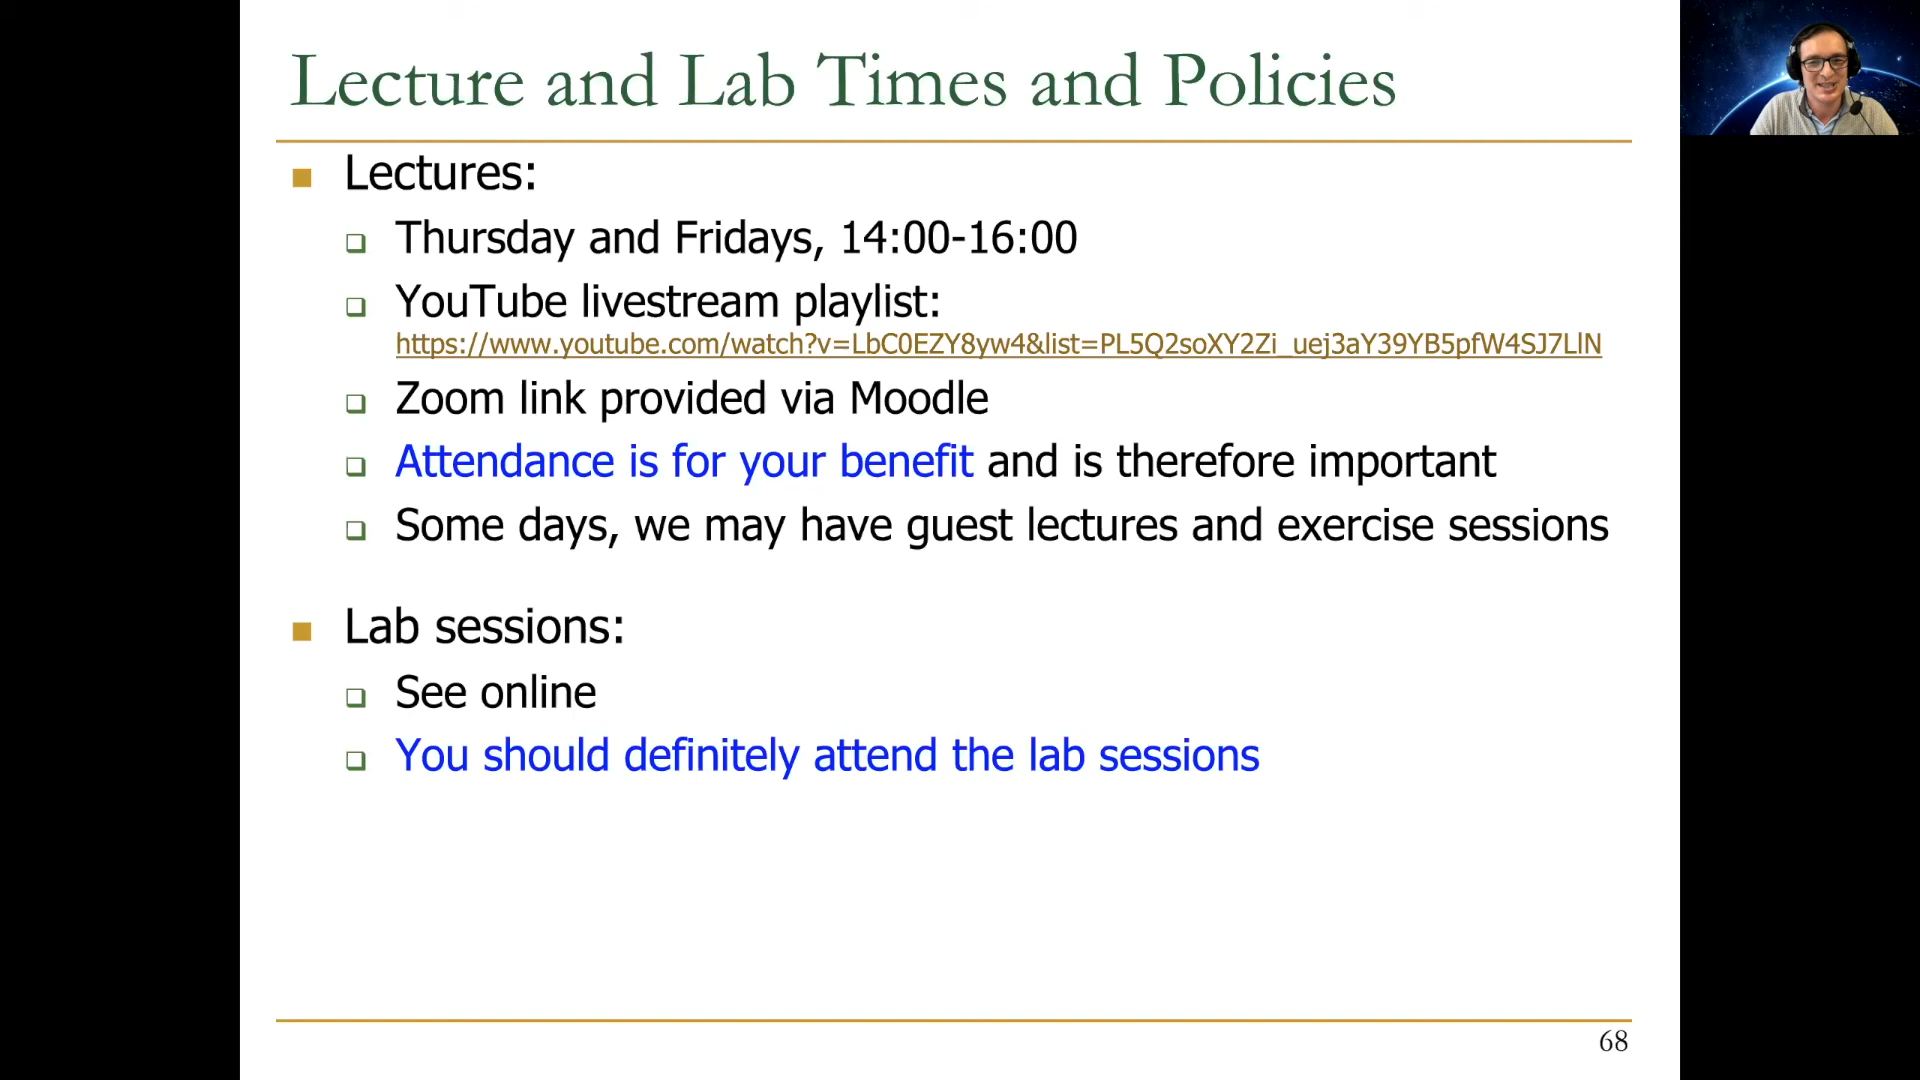 Lecture and Lab Times and Policies
Lectures:
Thursday and Fridays, 14:00-16:00
YouTube livestream playlist:
https://www.youtube.com/watch?v=LbC0EZY8yw4&list=PL5Q2soXY2Zi_uej3aY39YB5pfW4SJ7LlN
Zoom link provided via Moodle
Attendance is for your benefit and is therefore important
Some days, we may have guest lectures and exercise sessions
Lab sessions:
See online
You should definitely attend the lab sessions
68